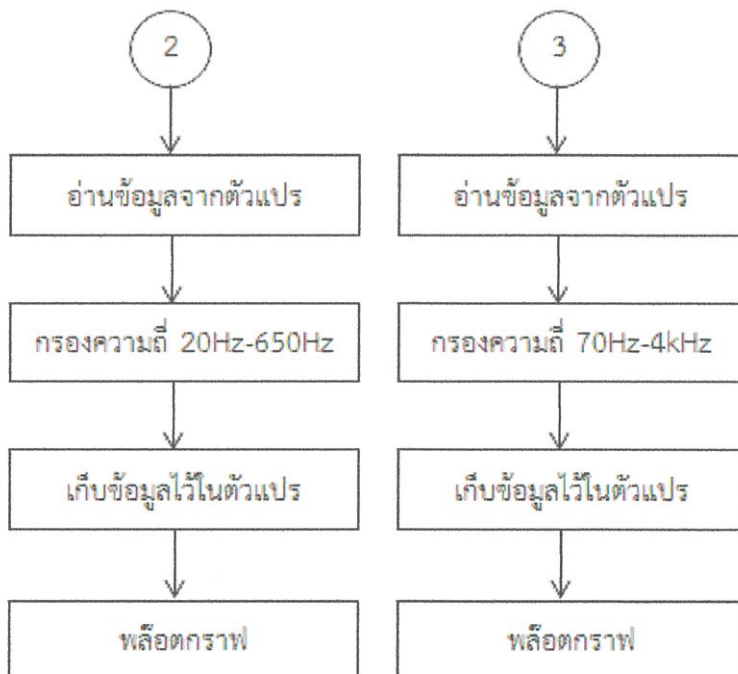 2
อ่านข้อมูลจากตัวแปร
กรองความถี่ 20Hz-650Hz
เก็บข้อมูลไว้ในตัวแปร
พล็อตกราฟ
3
อ่านข้อมูลจากตัวแปร
กรองความถี่ 70Hz-4kHz
เก็บข้อมูลไว้ในตัวแปร
พล็อตกราฟ